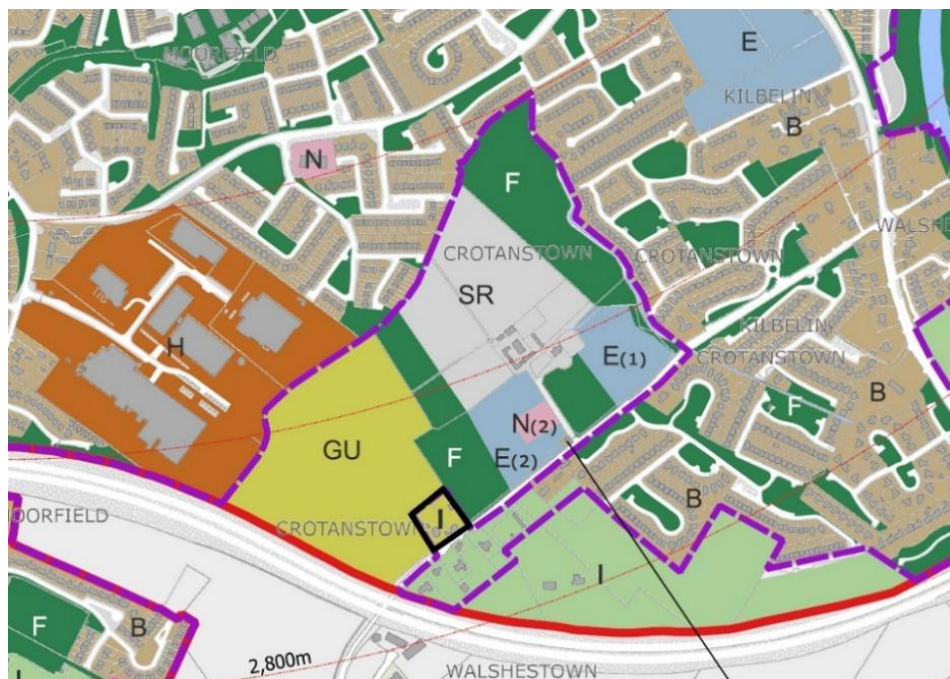 MOORFIELD
E
KILBELIN
B
N
F
WALSHE
CROTANSTOWN
CROTANSTOWN
SR
H
KILBELIN
E(1)
CROTANSTOWN
B
F
N(2)
GU
F
E(2)
B
I
OORFIELD
CROTANSTOWN
I
F
B
2,800m
WALSHESTOWN